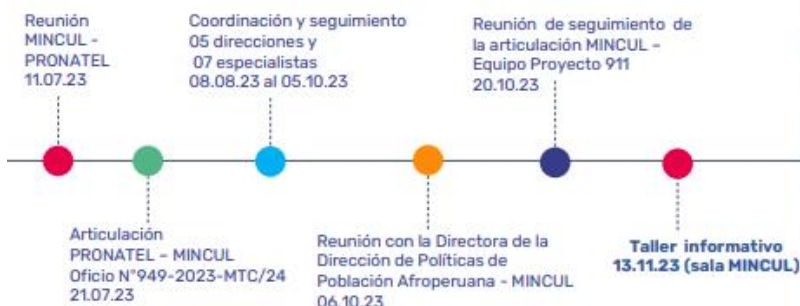 Reunión
MINCUL -
PRONATEL
11.07.23
Articulación
PRONATEL – MINCUL
Oficio N°949-2023-MTC/24
21.07.23
Coordinación y seguimiento
05 direcciones y
07 especialistas
08.08.23 al 05.10.23
Reunión con la Directora de la
Dirección de Políticas de
Población Afroperuana - MINCUL
06.10.23
Reunión de seguimiento de
la articulación MINCUL –
Equipo Proyecto 911
20.10.23
Taller informativo
13.11.23 (sala MINCUL)